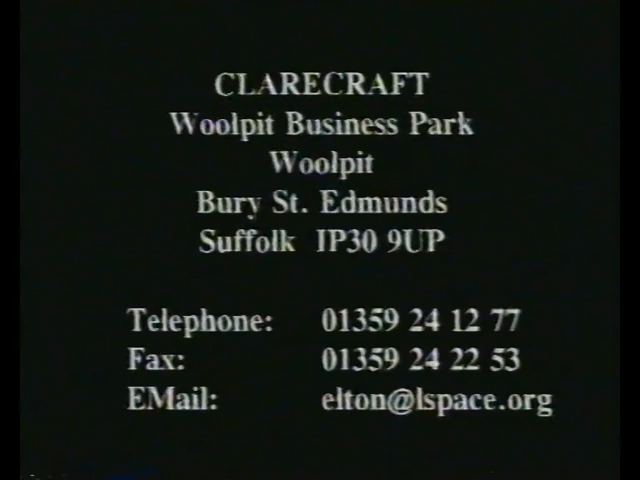 CLARECRAFT
Woolpit Business Park
Woolpit
Bury St. Edmunds
Suffolk IP30 9UP
Telephone: 01359 24 12 77
Fax: 01359 24 22 53
EMail: elton@lspace.org